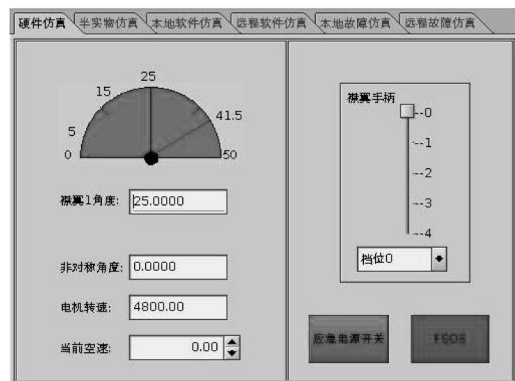 硬件仿真 半实物仿真 本地软件仿真 远程软件仿真 本地故障仿真 远程故障仿真
25
15
41.5
5
0
50
襟翼1角度: 25.0000
非对称角度: 0.0000
电机转速: 4800.00
当前空速: 0.00
襟翼手柄
--0
--1
--2
--3
--4
档位0
应急电源开关